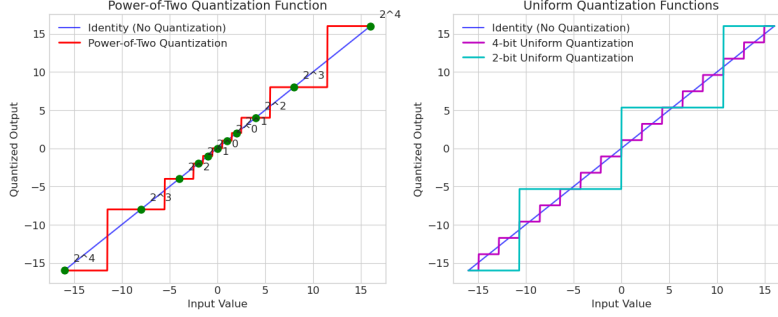 Power-of-Two Quantization Function
Identity (No Quantization)
Power-of-Two Quantization
2^4
2^3
2^2
2^1
2^0
2^0
2^1
2^2
2^3
2^4
15
10
5
0
−5
−10
−15
Quantized Output
−15 −10 −5 0 5 10 15
Input Value
Uniform Quantization Functions
Identity (No Quantization)
4-bit Uniform Quantization
2-bit Uniform Quantization
15
10
5
0
−5
−10
−15
Quantized Output
−15 −10 −5 0 5 10 15
Input Value